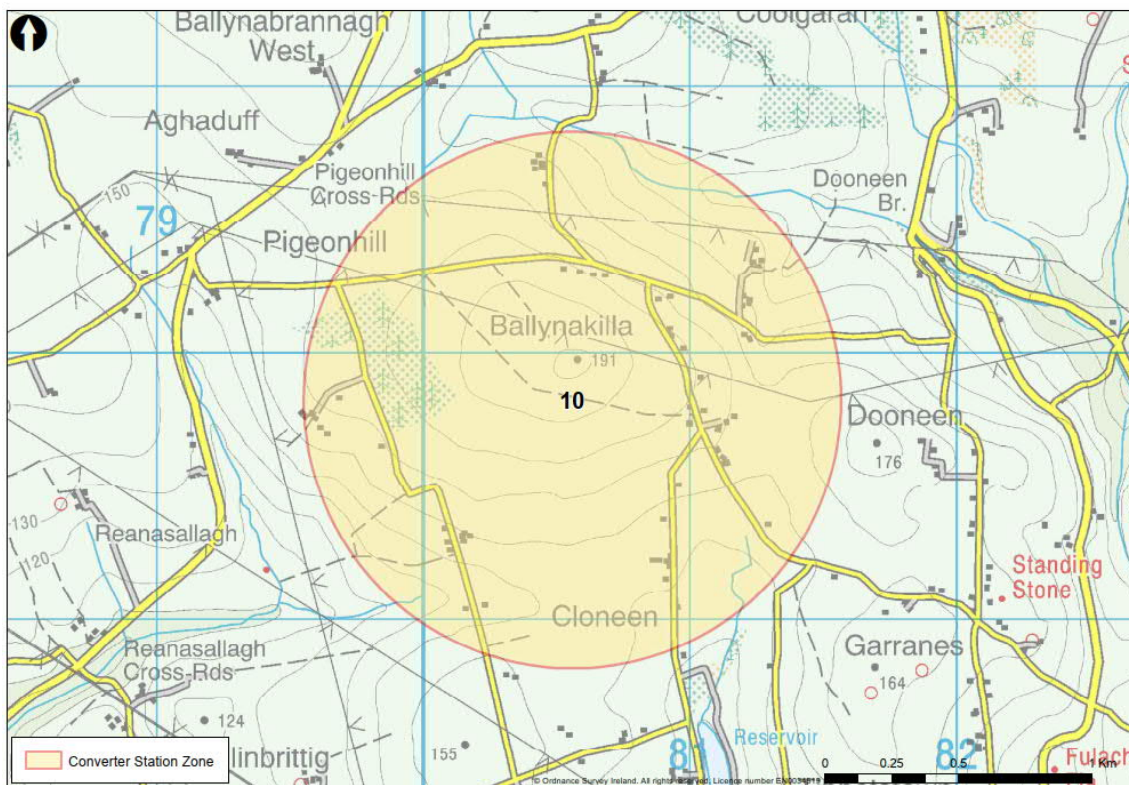 Ballynabrannagh
West
Coolgaran
Aghaduff
Pigeonhill
Cross-Rds
Dooneen
Br.
150
79
Pigeonhill
Ballynakilla
191
10
Dooneen
176
130
120
Reanasallagh
Standing
Stone
Cloneen
Garranes
164
Reanasallagh
Cross-Rds
124
155
Reservoir
81
82
linbrittig
Fulach
Converter Station Zone
0 0.25 0.5 1 Km
© Ordnance Survey Ireland. All rights reserved. Licence number